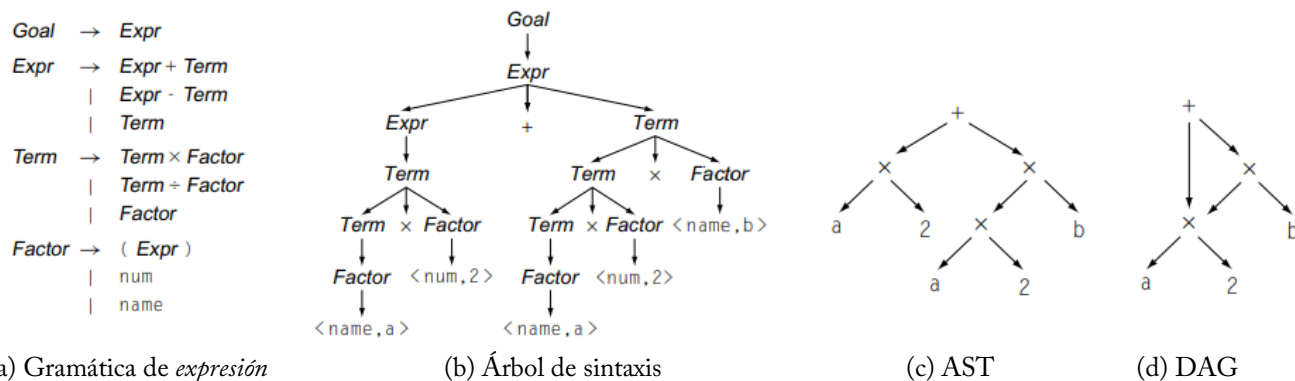 Goal → Expr
Expr → Expr + Term
| Expr - Term
| Term
Term → Term × Factor
| Term ÷ Factor
| Factor
Factor → ( Expr )
| num
| name
a) Gramática de expresión
Goal
Expr
Expr + Term
Term Term × Factor
Term × Factor Term × Factor <name,b>
Factor <num,2> Factor <num,2>
<name,a> <name,a>
(b) Árbol de sintaxis
+
× ×
a 2 × b
a 2
(c) AST
+
×
× b
a 2
(d) DAG